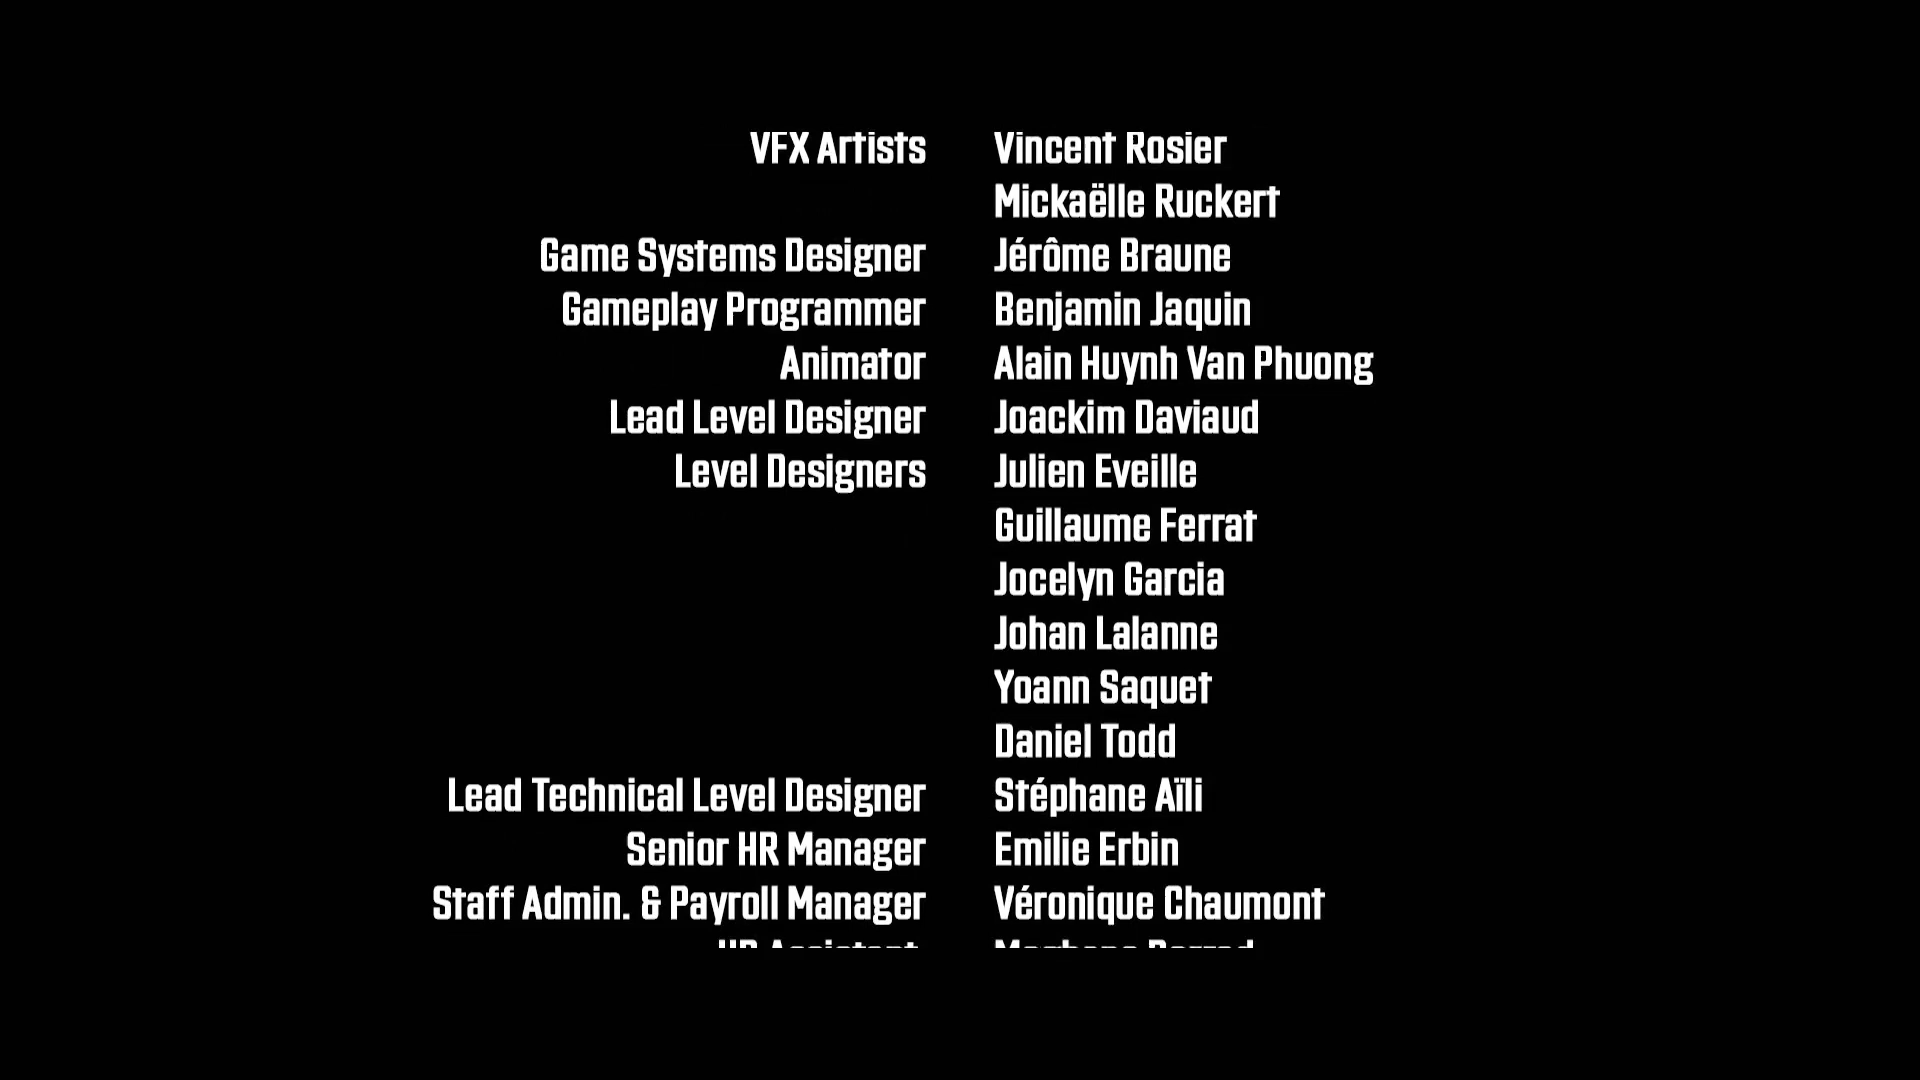 VFX Artists Vincent Rosier
Mickaëlle Ruckert
Game Systems Designer Jérôme Braune
Gameplay Programmer Benjamin Jaquin
Animator Alain Huynh Van Phuong
Lead Level Designer Joackim Daviaud
Level Designers Julien Eveille
Guillaume Ferrat
Jocelyn Garcia
Johan Lalanne
Yoann Saquet
Daniel Todd
Lead Technical Level Designer Stéphane Aïli
Senior HR Manager Emilie Erbin
Staff Admin. & Payroll Manager Véronique Chaumont
HR Assistant